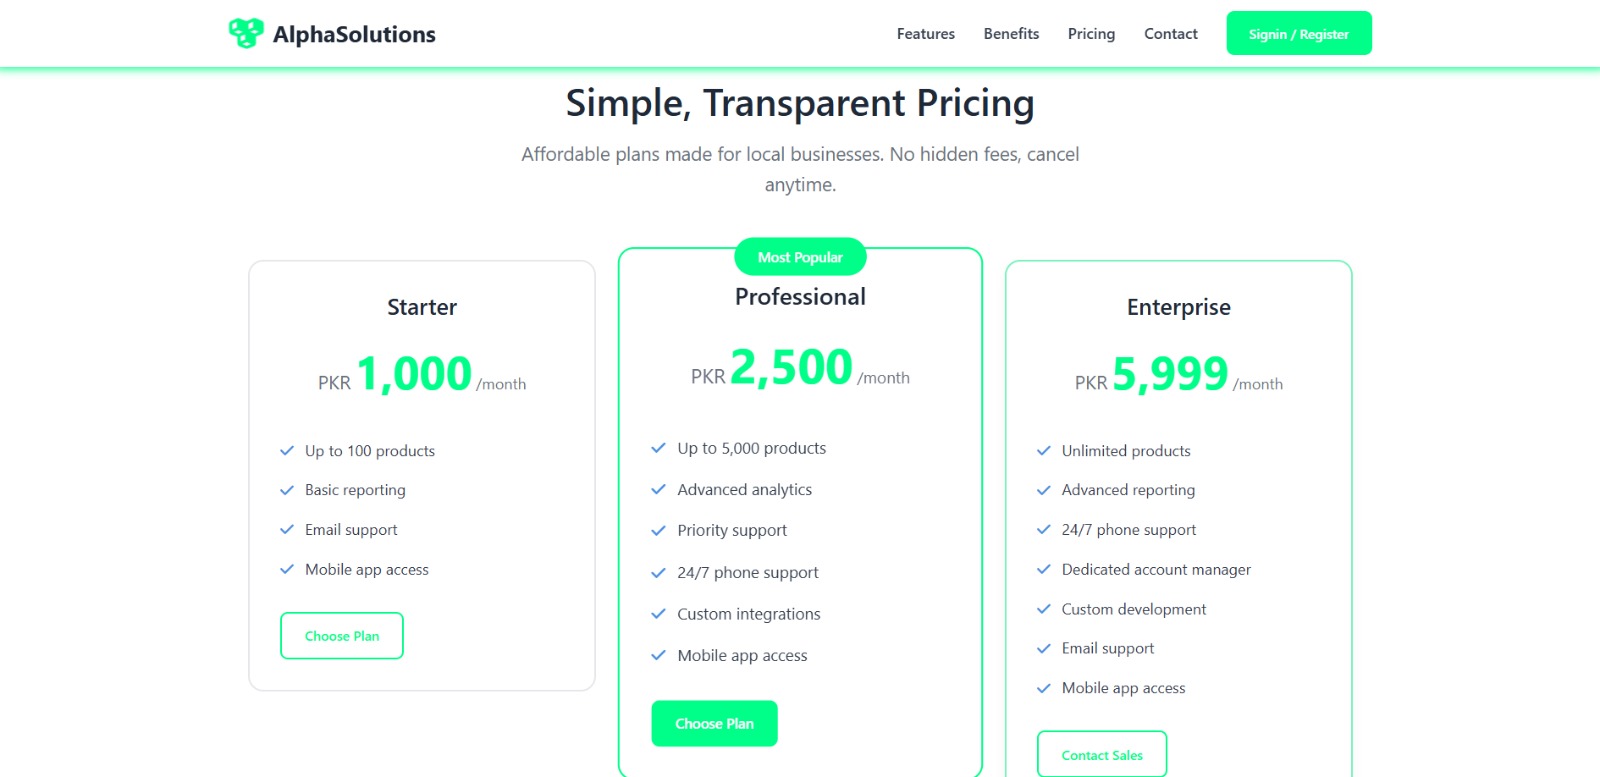 AlphaSolutions
Features
Benefits
Pricing
Contact
Signin / Register
Simple, Transparent Pricing
Affordable plans made for local businesses. No hidden fees, cancel
anytime.
Starter
PKR 1,000 /month
Up to 100 products
Basic reporting
Email support
Mobile app access
Choose Plan
Most Popular
Professional
PKR 2,500 /month
Up to 5,000 products
Advanced analytics
Priority support
24/7 phone support
Custom integrations
Mobile app access
Choose Plan
Enterprise
PKR 5,999 /month
Unlimited products
Advanced reporting
24/7 phone support
Dedicated account manager
Custom development
Email support
Mobile app access
Contact Sales